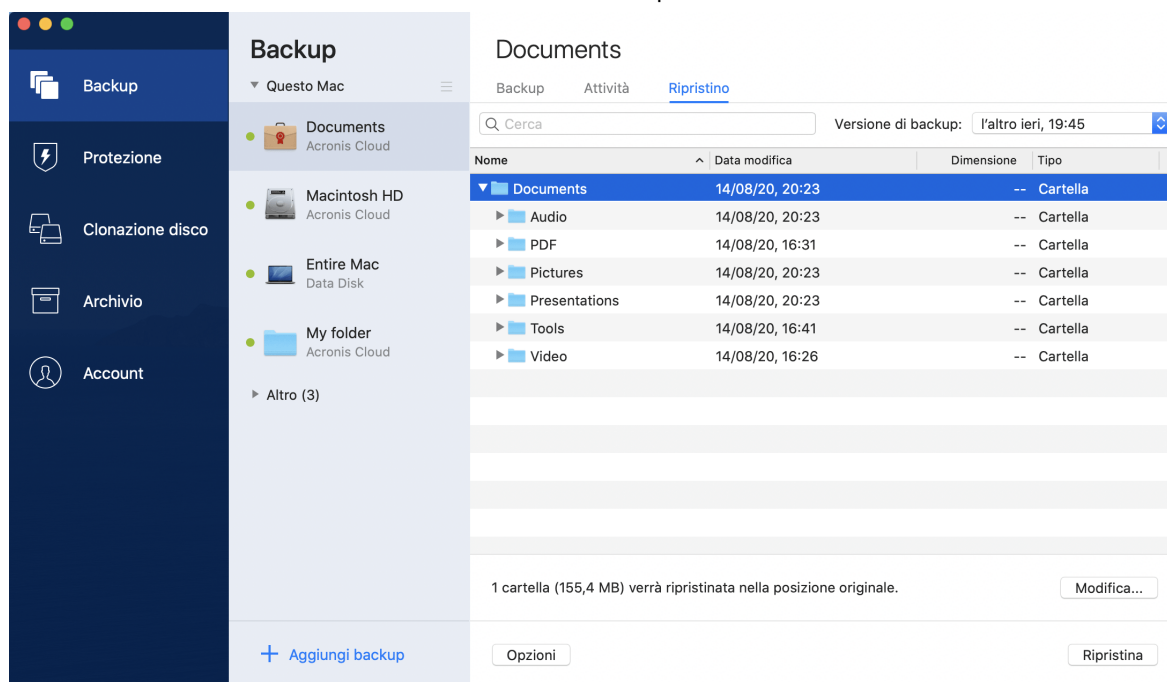 Backup
Protezione
Clonazione disco
Archivio
Account
Backup
Questo Mac
Documents
Acronis Cloud
Macintosh HD
Acronis Cloud
Entire Mac
Data Disk
My folder
Acronis Cloud
Altro (3)
Aggiungi backup
Documents
Backup Attività Ripristino
Cerca Versione di backup: l'altro ieri, 19:45
Nome Data modifica Dimensione Tipo
Documents 14/08/20, 20:23 -- Cartella
Audio 14/08/20, 20:23 -- Cartella
PDF 14/08/20, 16:31 -- Cartella
Pictures 14/08/20, 20:23 -- Cartella
Presentations 14/08/20, 20:23 -- Cartella
Tools 14/08/20, 16:41 -- Cartella
Video 14/08/20, 16:26 -- Cartella
1 cartella (155,4 MB) verrà ripristinata nella posizione originale. Modifica...
Opzioni Ripristina